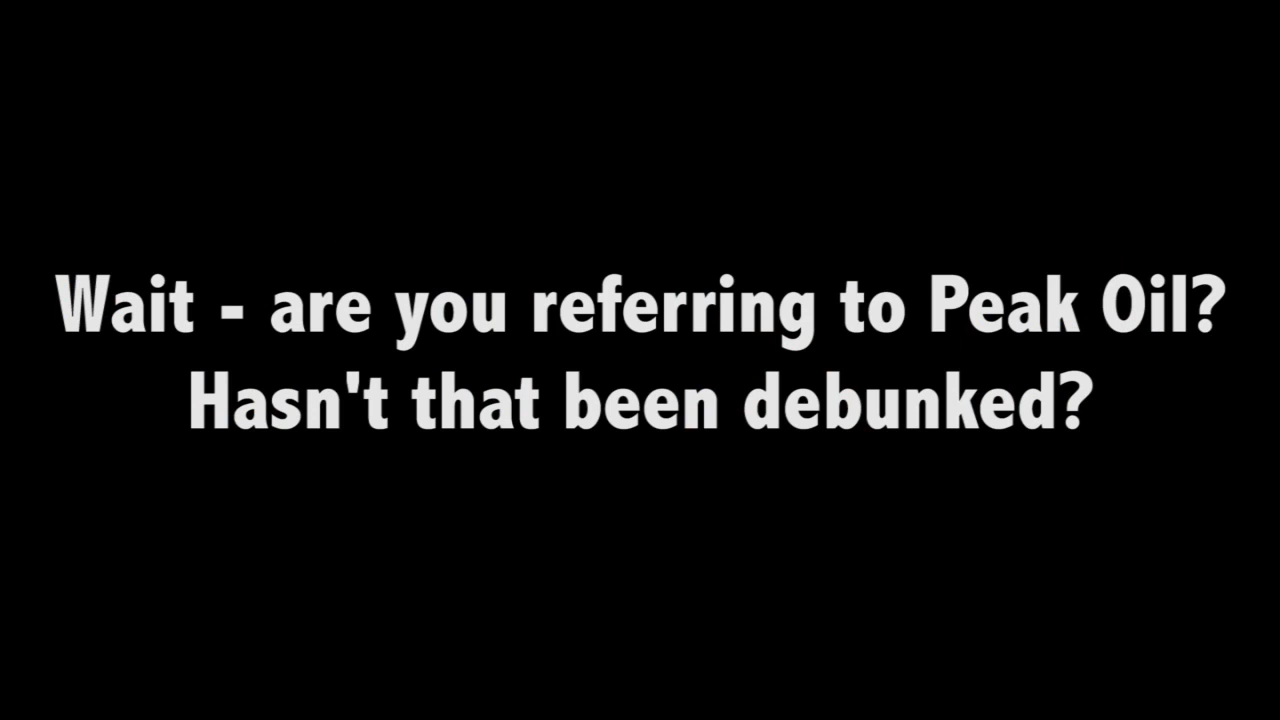 Wait - are you referring to Peak Oil?
Hasn't that been debunked?